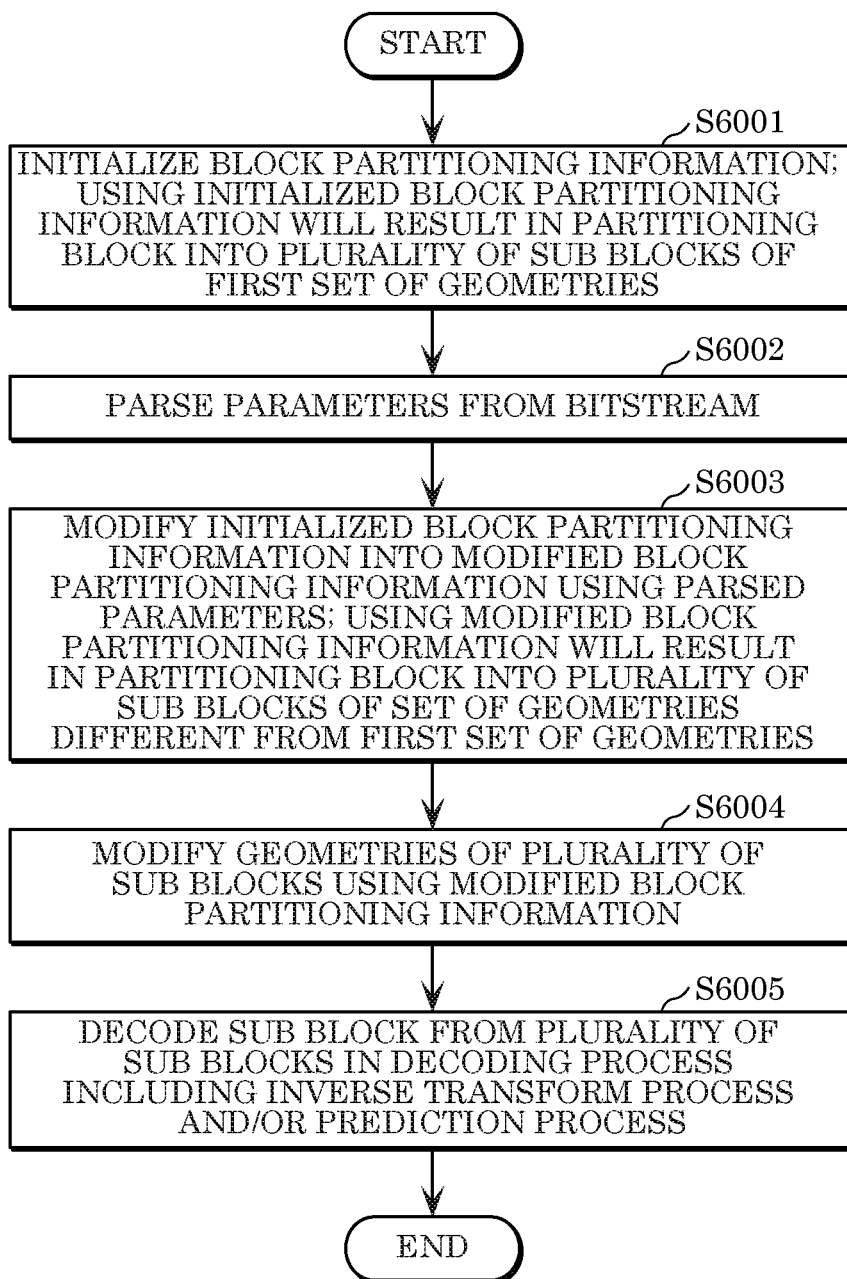 START
S6001
INITIALIZE BLOCK PARTITIONING INFORMATION;
USING INITIALIZED BLOCK PARTITIONING
INFORMATION WILL RESULT IN PARTITIONING
BLOCK INTO PLURALITY OF SUB BLOCKS OF
FIRST SET OF GEOMETRIES
S6002
PARSE PARAMETERS FROM BITSTREAM
S6003
MODIFY INITIALIZED BLOCK PARTITIONING
INFORMATION INTO MODIFIED BLOCK
PARTITIONING INFORMATION USING PARSED
PARAMETERS; USING MODIFIED BLOCK
PARTITIONING INFORMATION WILL RESULT
IN PARTITIONING BLOCK INTO PLURALITY OF
SUB BLOCKS OF SET OF GEOMETRIES
DIFFERENT FROM FIRST SET OF GEOMETRIES
S6004
MODIFY GEOMETRIES OF PLURALITY OF
SUB BLOCKS USING MODIFIED BLOCK
PARTITIONING INFORMATION
S6005
DECODE SUB BLOCK FROM PLURALITY OF
SUB BLOCKS IN DECODING PROCESS
INCLUDING INVERSE TRANSFORM PROCESS
AND/OR PREDICTION PROCESS
END